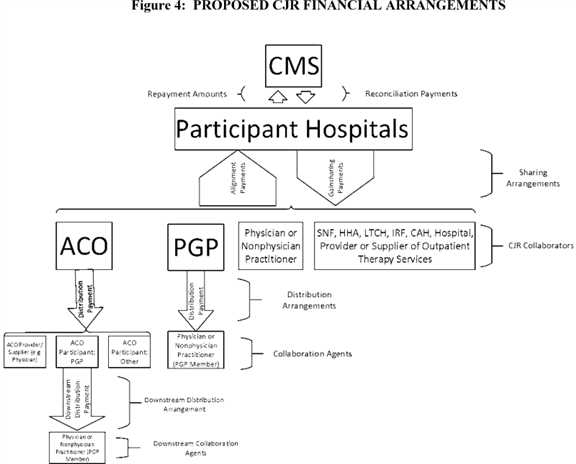 Figure 4: PROPOSED CJR FINANCIAL ARRANGEMENTS
CMS
Repayment Amounts
Reconciliation Payments
Participant Hospitals
Alignment
Payments
Gainsharing
Payments
Sharing
Arrangements
ACO
PGP
Physician or
Nonphysician
Practitioner
SNF, HHA, LTCH, IRF, CAH, Hospital,
Provider or Supplier of Outpatient
Therapy Services
CJR Collaborators
Distribution
Payment
Distribution
Payment
Distribution
Arrangements
ACO Provider/
Supplier (e.g.
Physician)
ACO
Participant:
PGP
ACO
Participant:
Other
Physician or
Nonphysician
Practitioner
(PGP Member)
Collaboration Agents
Downstream
Distribution
Payment
Downstream Distribution
Arrangement
Physician or
Nonphysician
Practitioner (PGP
Member)
Downstream Collaboration
Agents